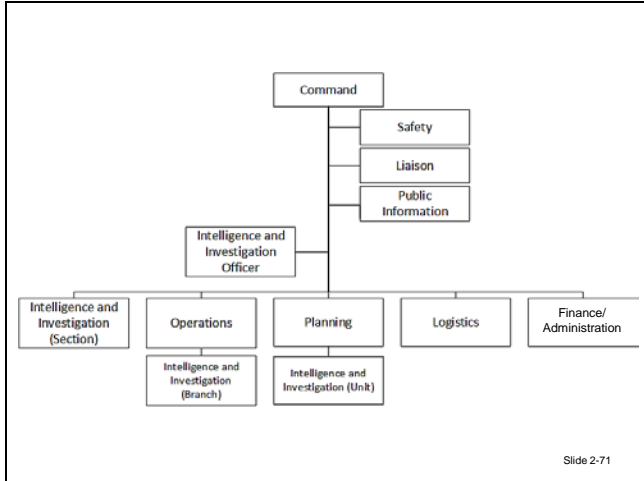 Command
Safety
Liaison
Public
Information
Intelligence and
Investigation
Officer
Intelligence and
Investigation
(Section)
Operations
Planning
Logistics
Finance/
Administration
Intelligence and
Investigation
(Branch)
Intelligence and
Investigation (Unit)
Slide 2-71